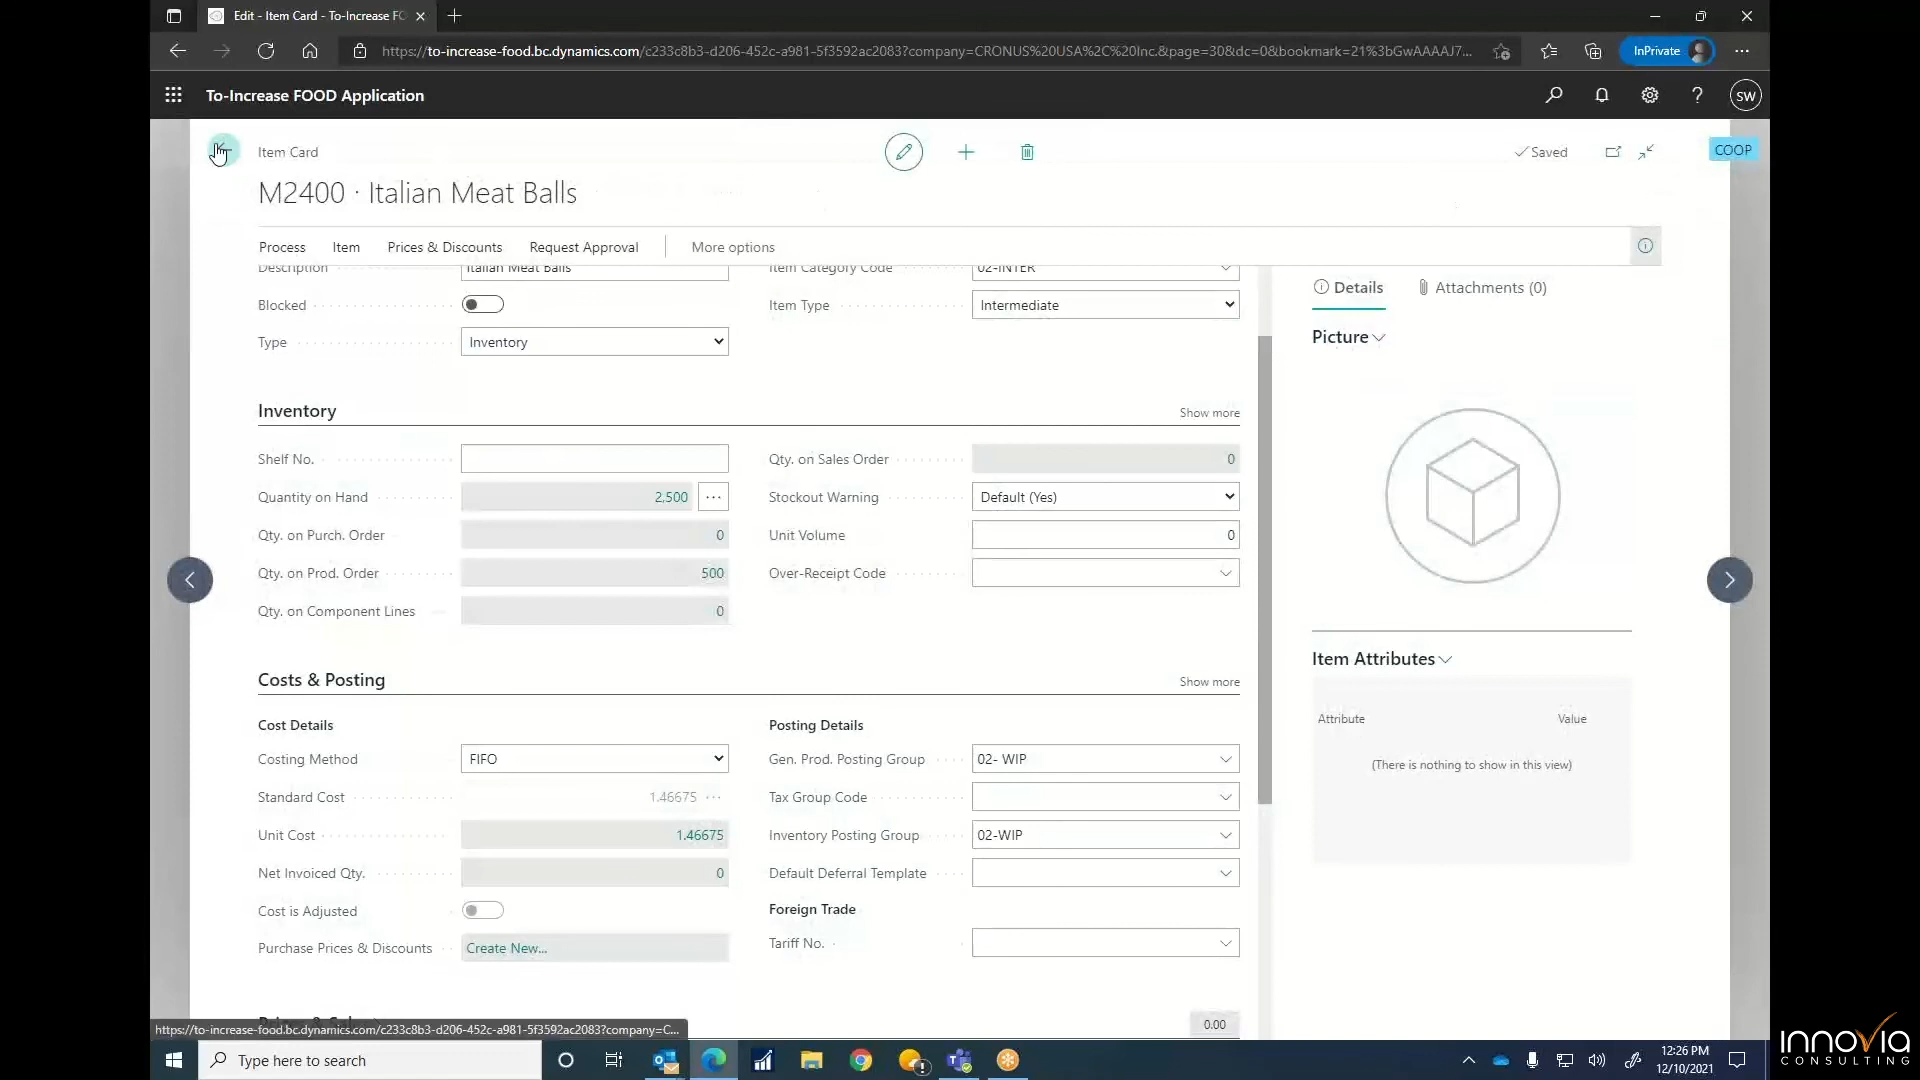 Edit - Item Card - To-Increase FO
https://to-increase-food.bc.dynamics.com/c233c8b3-d206-452c-a981-5f3592ac2083?company=CRONUS%20USA%2C%20Inc.&page=30&dc=0&bookmark=21%3bGwAAAAJ7...
InPrivate
To-Increase FOOD Application
SW
Item Card
Saved
COOP
M2400 · Italian Meat Balls
Process Item Prices & Discounts Request Approval More options
Description Italian Meat Balls Item Category Code 02-INTER
Blocked Item Type Intermediate
Type Inventory
Details Attachments (0)
Picture
Inventory Show more
Shelf No. Qty. on Sales Order 0
Quantity on Hand 2,500 ... Stockout Warning Default (Yes)
Qty. on Purch. Order 0 Unit Volume 0
Qty. on Prod. Order 500 Over-Receipt Code
Qty. on Component Lines 0
Item Attributes
Attribute Value
(There is nothing to show in this view)
Costs & Posting Show more
Cost Details Posting Details
Costing Method FIFO Gen. Prod. Posting Group 02- WIP
Standard Cost 1.46675 ... Tax Group Code
Unit Cost 1.46675 Inventory Posting Group 02-WIP
Net Invoiced Qty. 0 Default Deferral Template
Cost is Adjusted Foreign Trade
Purchase Prices & Discounts Create New... Tariff No.
0.00
https://to-increase-food.bc.dynamics.com/c233c8b3-d206-452c-a981-5f3592ac2083?company=C...
Type here to search
12:26 PM
12/10/2021
innovia
CONSULTING